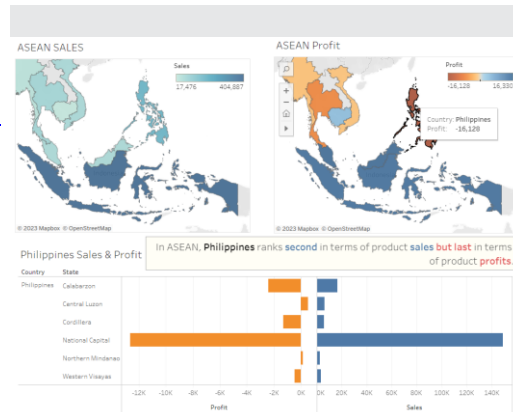 ASEAN SALES
Sales
17,476 404,887
© 2023 Mapbox © OpenStreetMap
ASEAN Profit
Profit
-16,128 16,330
Country: Philippines
Profit: -16,128
© 2023 Mapbox © OpenStreetMap
In ASEAN, Philippines ranks second in terms of product sales but last in terms
of product profits.
Philippines Sales & Profit
Country State
Philippines Calabarzon
Central Luzon
Cordillera
National Capital
Northern Mindanao
Western Visayas
-12K -10K -8K -6K -4K -2K 0K
0K 20K 40K 60K 80K 100K 120K 140K
Profit Sales